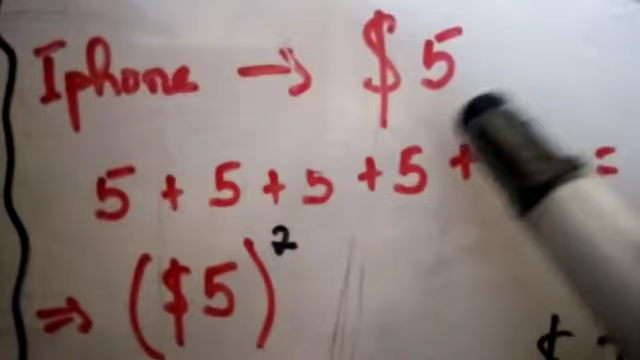 Iphone → $5
5 + 5 + 5 + 5 + =
⇒ ($5)²
$